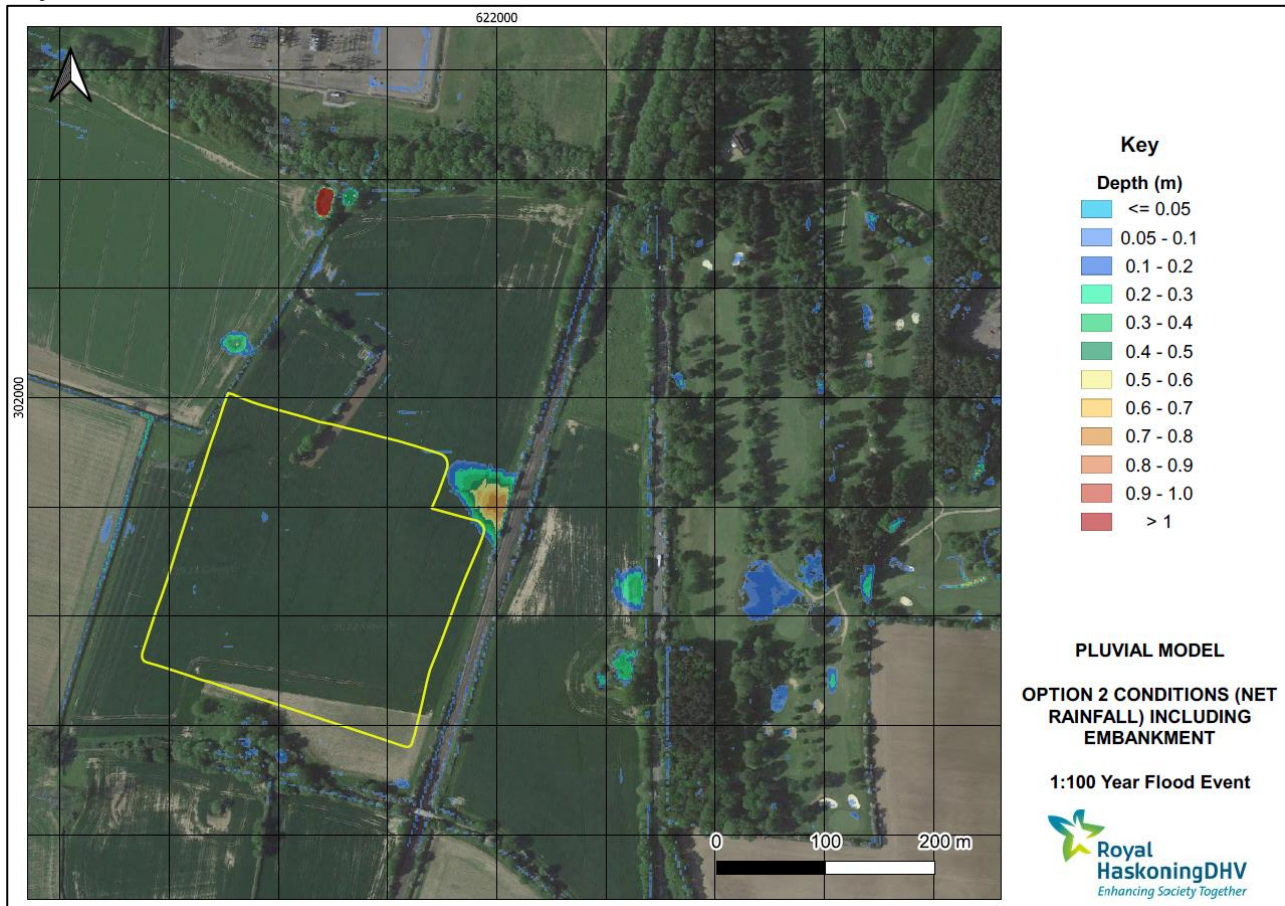 622000
302000
Key
Depth (m)
<= 0.05
0.05 - 0.1
0.1 - 0.2
0.2 - 0.3
0.3 - 0.4
0.4 - 0.5
0.5 - 0.6
0.6 - 0.7
0.7 - 0.8
0.8 - 0.9
0.9 - 1.0
> 1
PLUVIAL MODEL
OPTION 2 CONDITIONS (NET
RAINFALL) INCLUDING
EMBANKMENT
1:100 Year Flood Event
0 100 200 m
Royal
HaskoningDHV
Enhancing Society Together